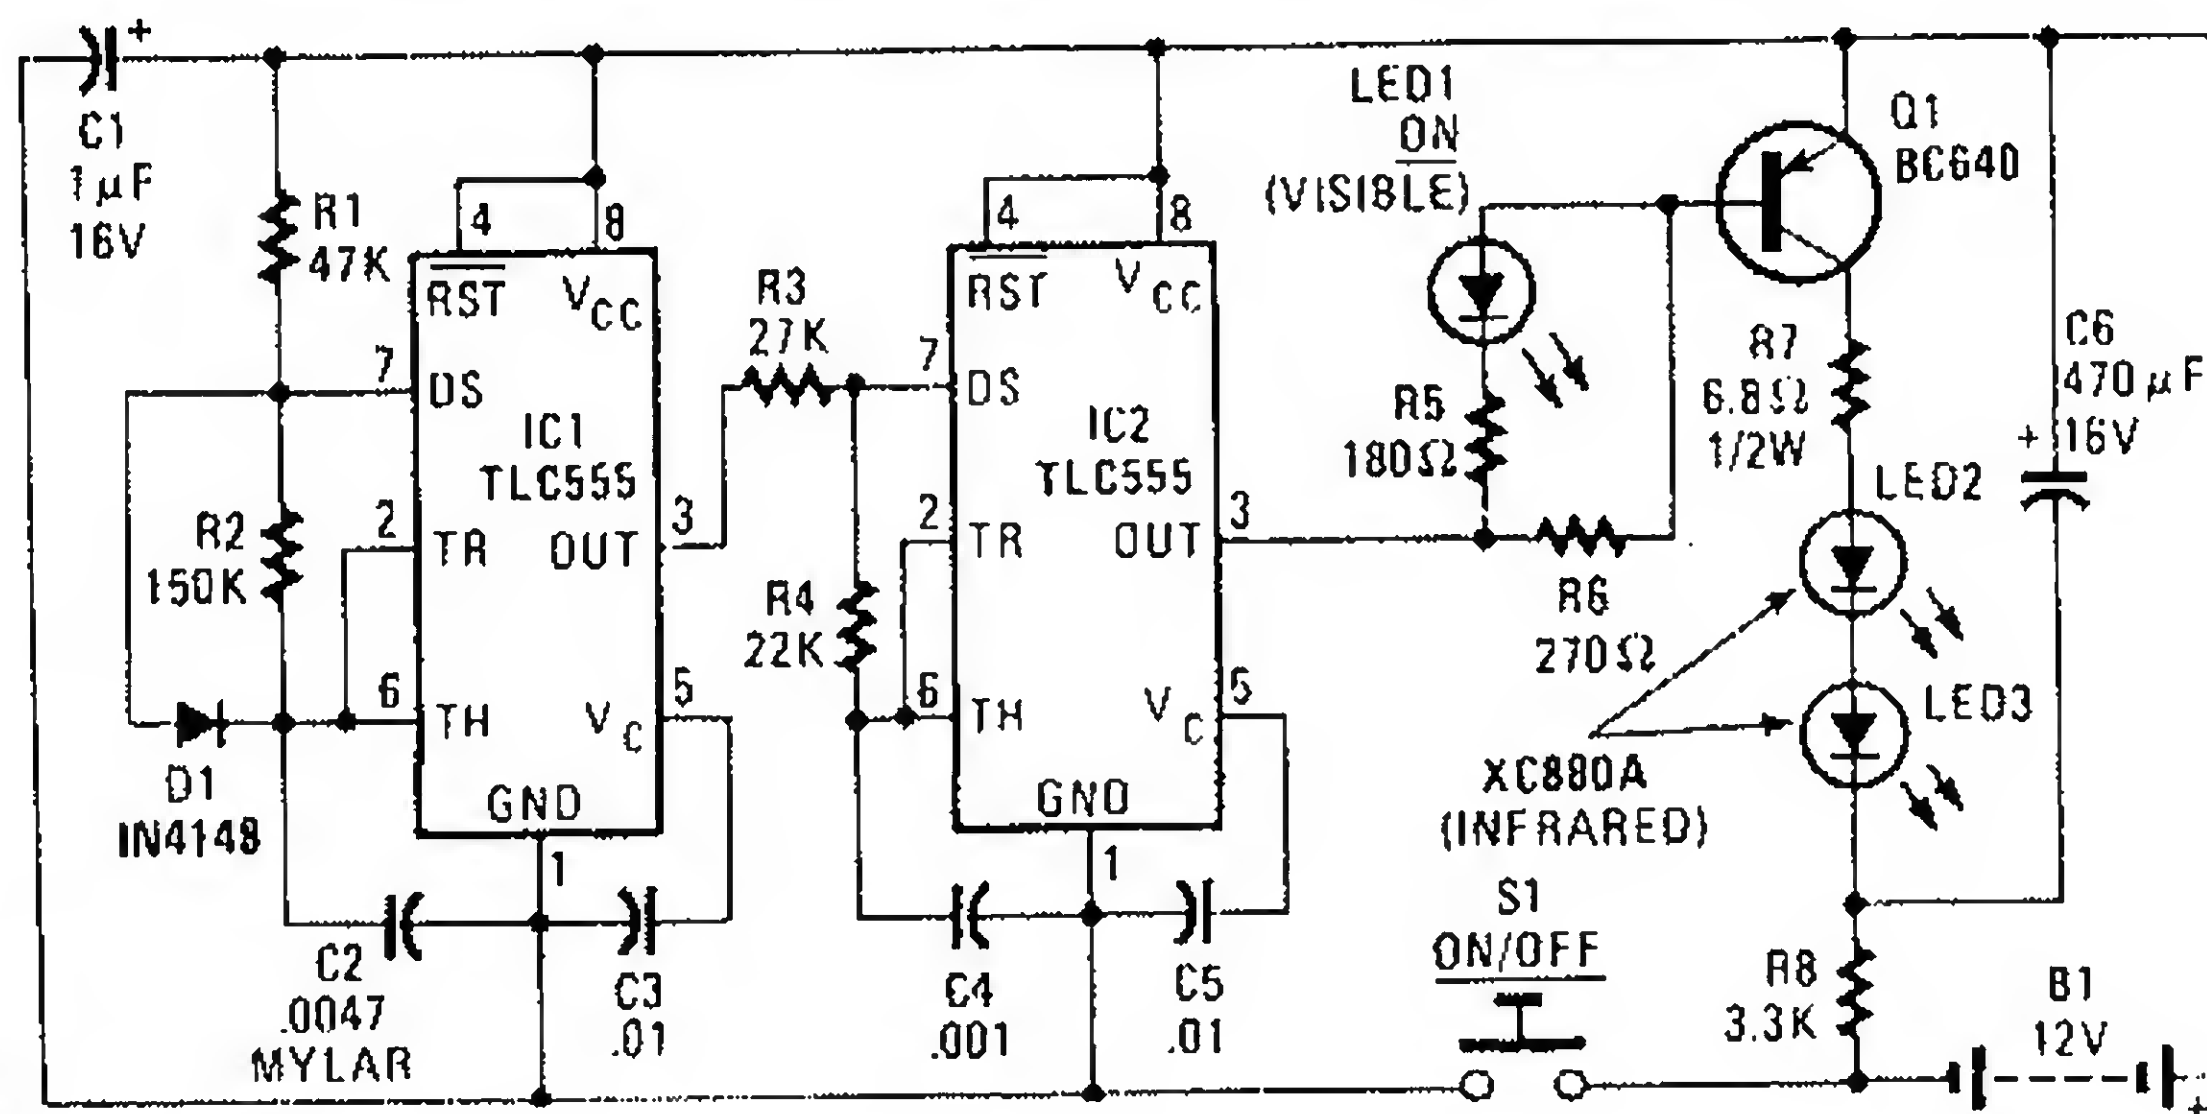 +
C1
1 µF
16V
R1
47K
4
8
RST
VCC
7
DS
IC1
TLC555
R2
150K
2
TR
OUT
3
6
TH
VC
5
D1
IN4148
GND
1
C2
.0047
MYLAR
C3
.01
R3
27K
4
8
RST
VCC
7
DS
IC2
TLC555
2
TR
OUT
3
R4
22K
6
TH
VC
5
GND
1
C4
.001
C5
.01
LED1
ON
(VISIBLE)
Q1
BC640
R5
180Ω
R7
6.8Ω
1/2W
C6
470 µF
+ 16V
LED2
R6
270Ω
LED3
XC880A
(INFRARED)
S1
ON/OFF
R8
3.3K
B1
12V
+